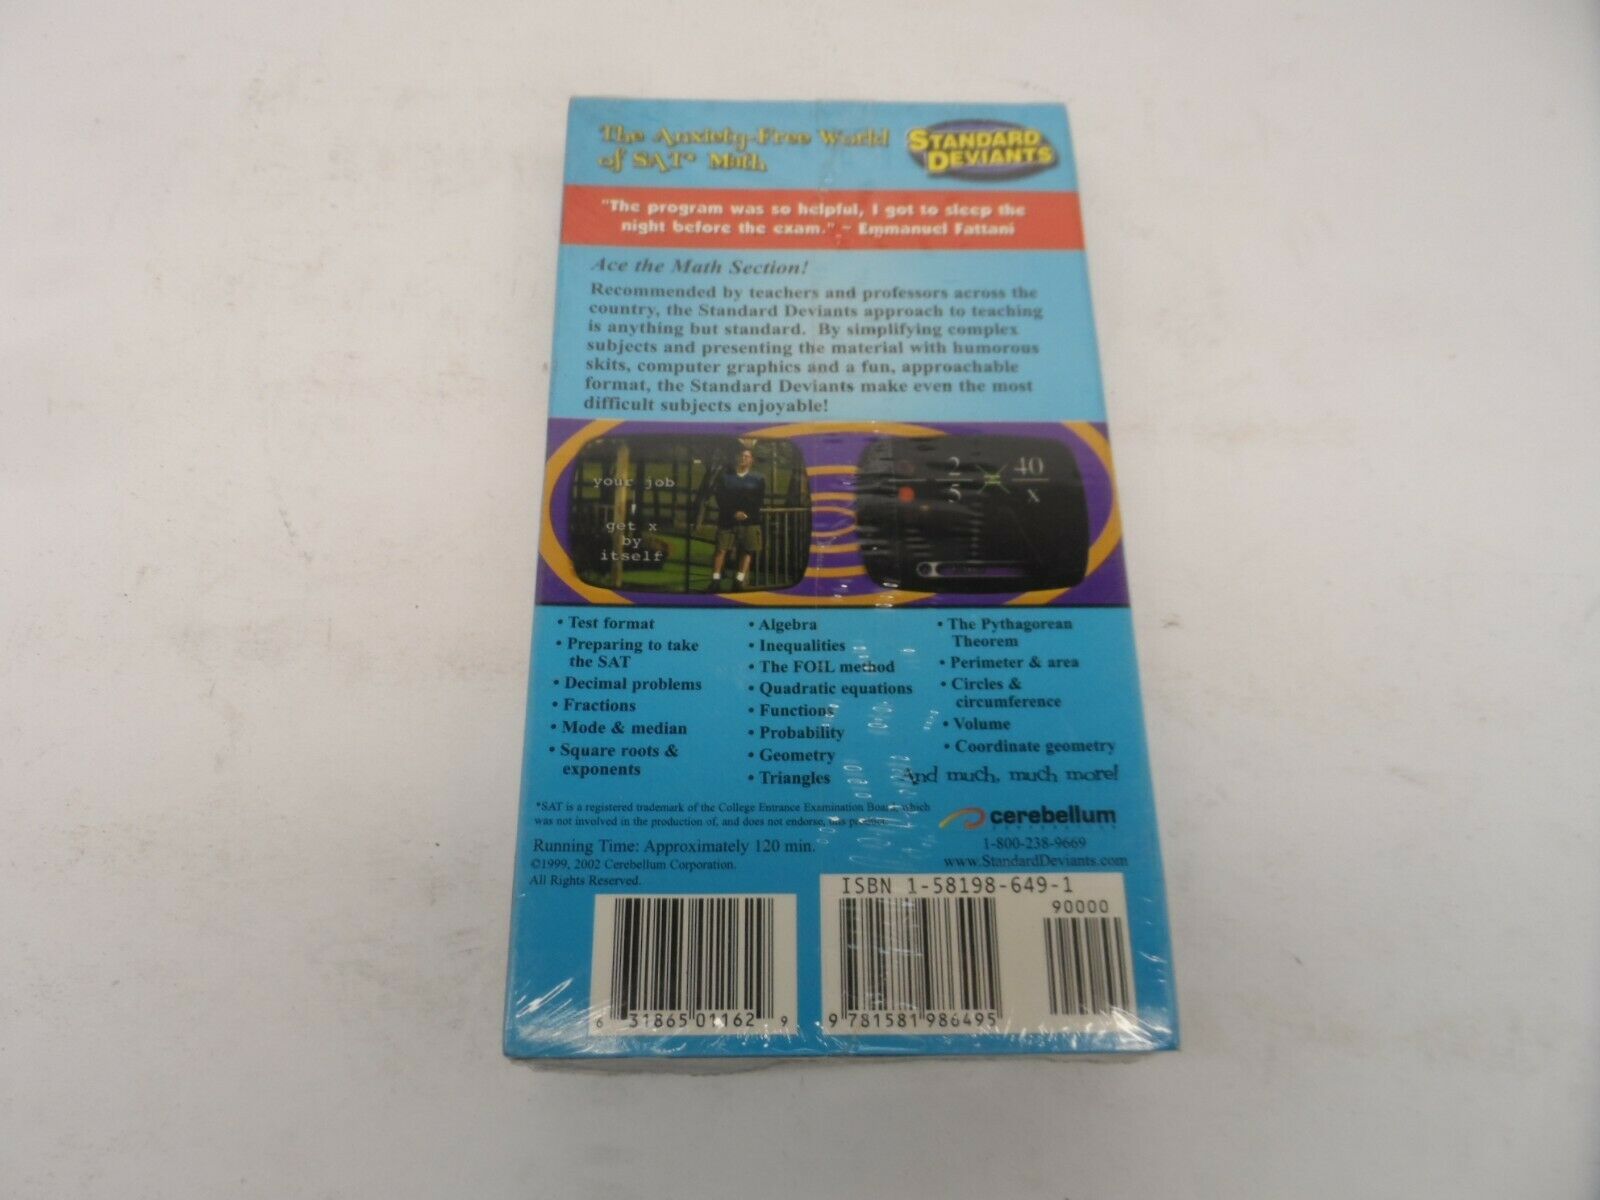 The Anxiety-Free World
of SAT* Math
STANDARD
DEVIANTS
"The program was so helpful, I got to sleep the
night before the exam." ~ Emmanuel Fattani
Ace the Math Section!
Recommended by teachers and professors across the
country, the Standard Deviants approach to teaching
is anything but standard. By simplifying complex
subjects and presenting the material with humorous
skits, computer graphics and a fun, approachable
format, the Standard Deviants make even the most
difficult subjects enjoyable!
your job
get x
by
itself
2 = 40
5 x
• Test format
• Preparing to take
the SAT
• Decimal problems
• Fractions
• Mode & median
• Square roots &
exponents
• Algebra
• Inequalities
• The FOIL method
• Quadratic equations
• Functions
• Probability
• Geometry
• Triangles
• The Pythagorean
Theorem
• Perimeter & area
• Circles &
circumference
• Volume
• Coordinate geometry
And much, much more!
*SAT is a registered trademark of the College Entrance Examination Board, which
was not involved in the production of, and does not endorse, this product.
Running Time: Approximately 120 min.
©1999, 2002 Cerebellum Corporation.
All Rights Reserved.
cerebellum
CORPORATION
1-800-238-9669
www.StandardDeviants.com
ISBN 1-58198-649-1
90000
6 31865 01162 9
9 781581 986495